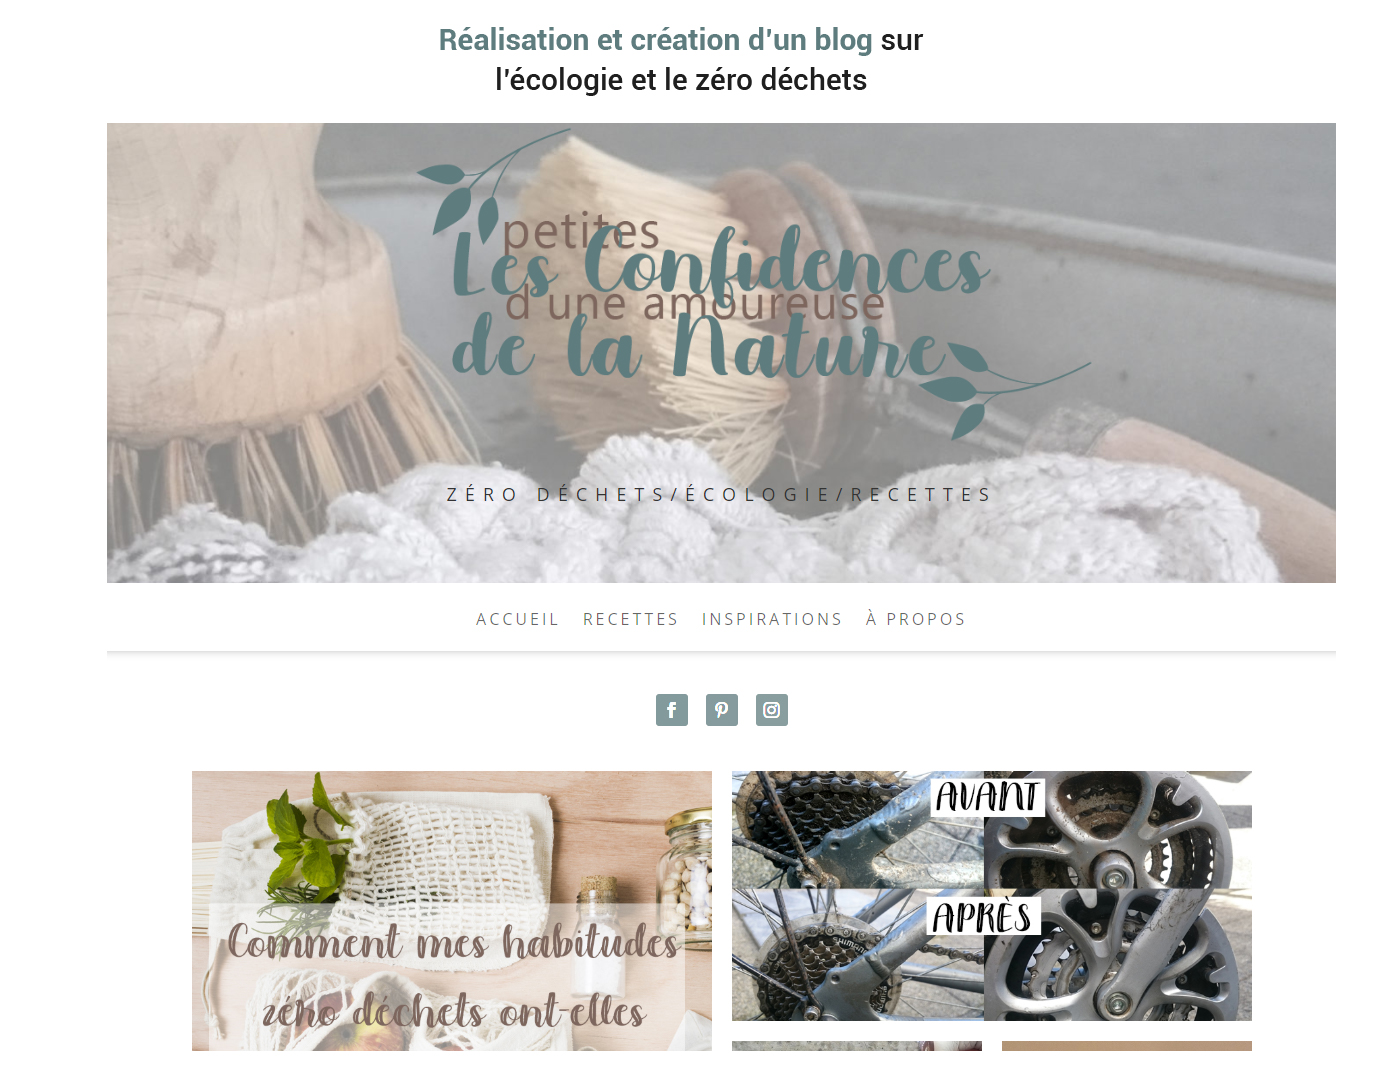 Réalisation et création d'un blog sur
l'écologie et le zéro déchets
petites
Les Confidences
d'une amoureuse
de la Nature
ZÉRO DÉCHETS/ÉCOLOGIE/RECETTES
ACCUEIL RECETTES INSPIRATIONS À PROPOS
Comment mes habitudes
zéro déchets ont-elles
AVANT
APRÈS
SHIMANO